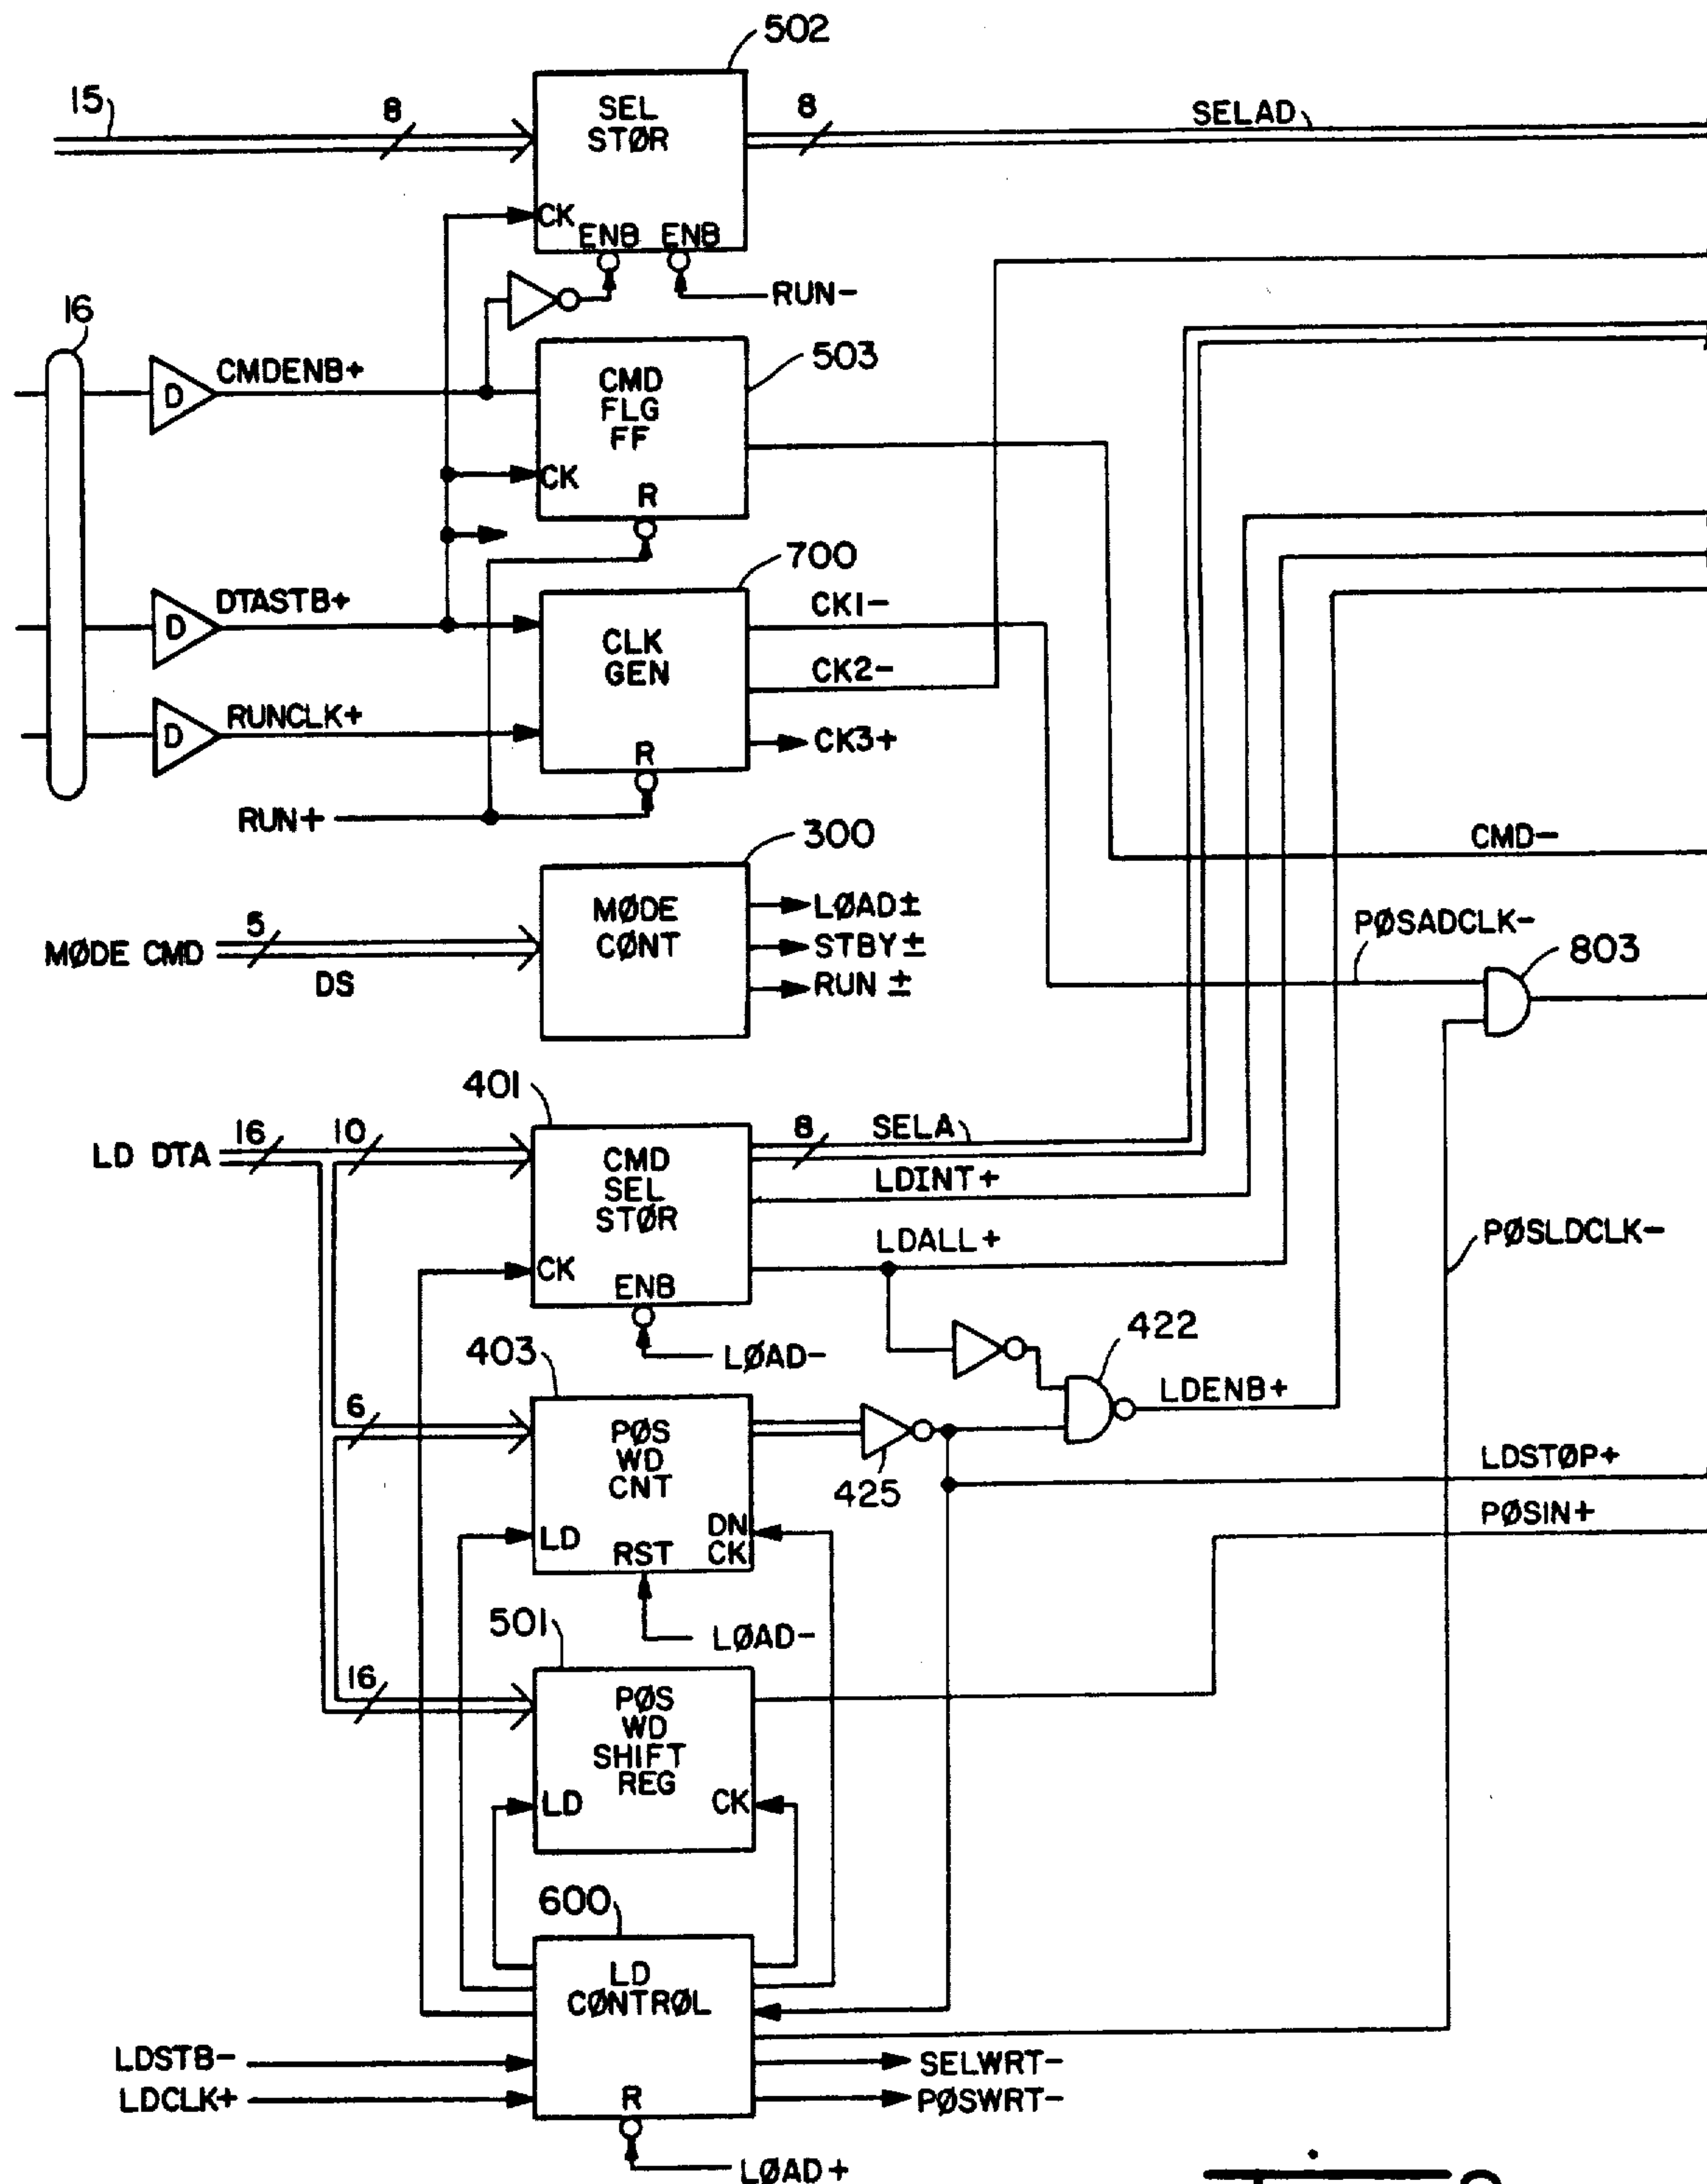 502
15
8
SEL
STØR
8
SELAD
CK
ENB ENB
RUN-
16
CMDENB+
D
503
CMD
FLG
FF
CK
R
700
DTASTB+
D
CLK
GEN
CK1-
CK2-
CK3+
RUNCLK+
D
R
RUN+
300
MØDE
CØNT
LØAD±
STBY±
RUN ±
MØDE CMD
5
DS
CMD-
PØSADCLK-
803
401
LD DTA
16
10
CMD
SEL
STØR
8
SELA
LDINT+
LDALL+
CK
ENB
LØAD-
PØSLDCLK-
403
422
LDENB+
6
PØS
WD
CNT
425
LD
RST
DN
CK
LDSTØP+
PØSIN+
LØAD-
501
16
PØS
WD
SHIFT
REG
LD
CK
600
LD
CØNTRØL
LDSTB-
LDCLK+
R
SELWRT-
PØSWRT-
LØAD+